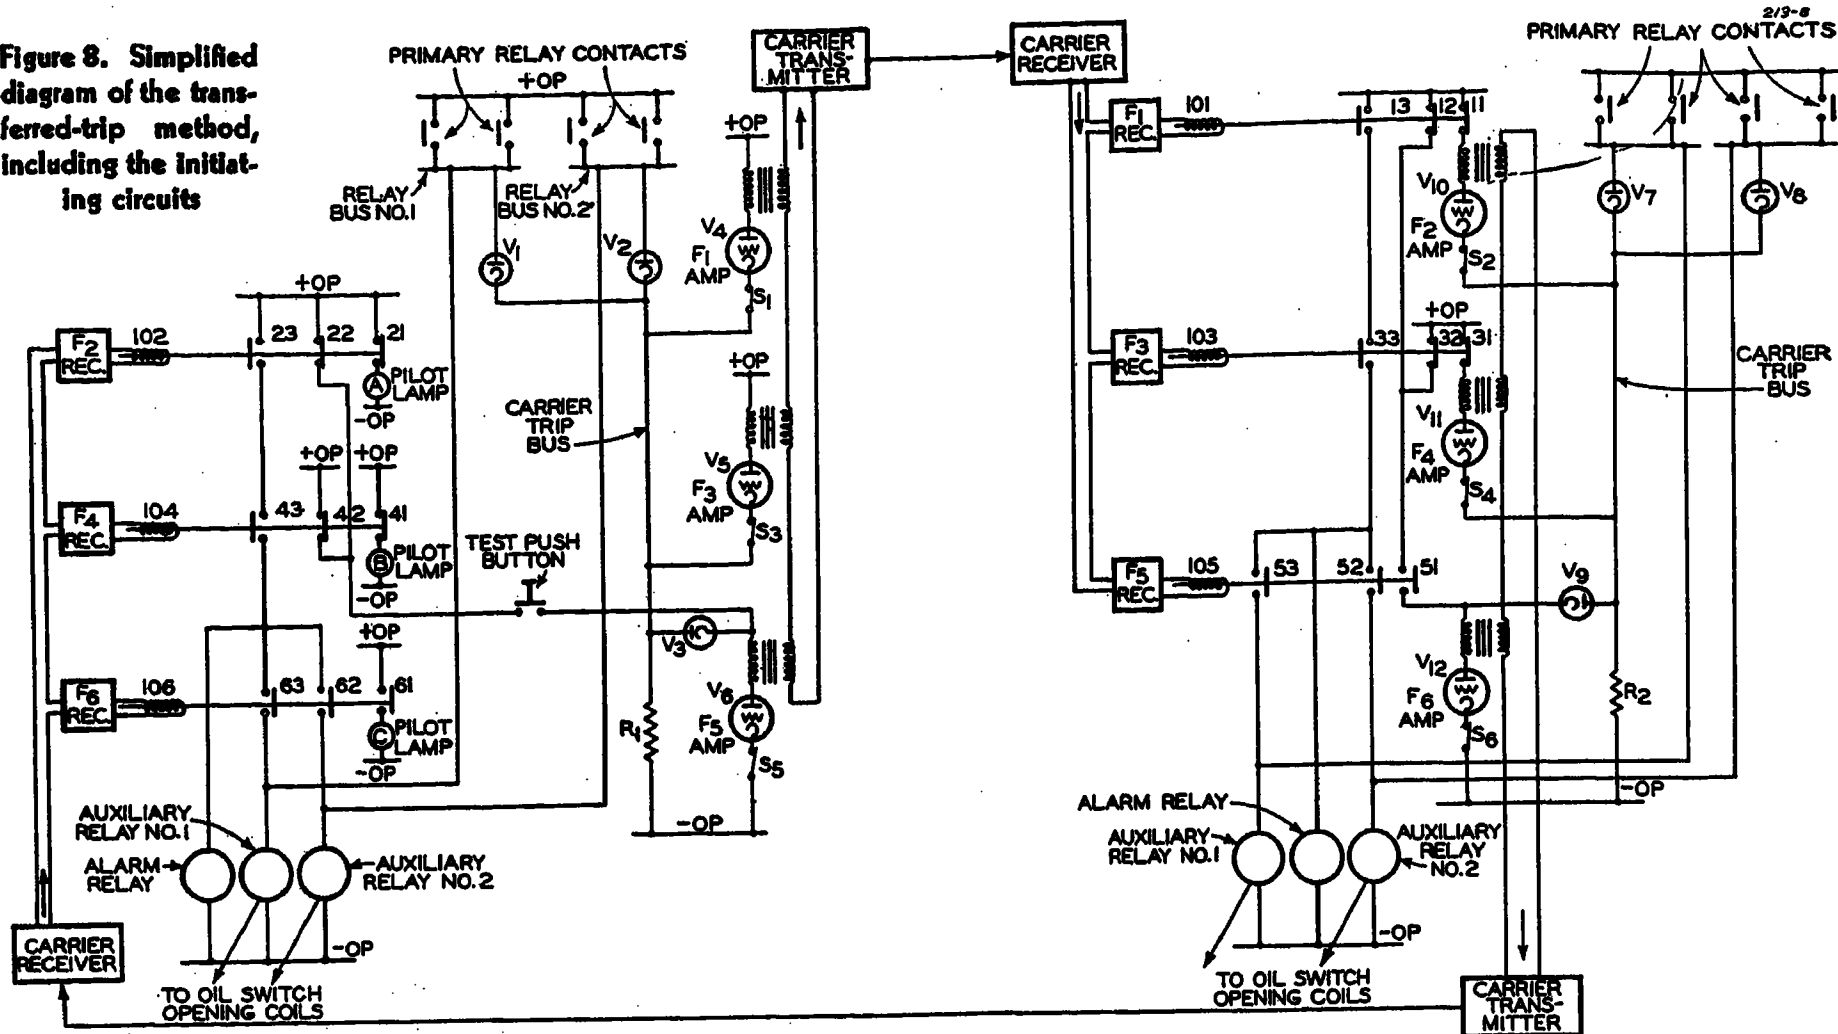 Figure 8. Simplified
diagram of the trans-
ferred-trip method,
including the initiat-
ing circuits
PRIMARY RELAY CONTACTS
+OP
RELAY
BUS NO.1
RELAY
BUS NO.2
V1
V2
CARRIER
TRANS-
MITTER
+OP
V4
F1
AMP
S1
+OP
V5
F3
AMP
S3
CARRIER
TRIP
BUS
TEST PUSH
BUTTON
V3
V6
F5
AMP
S5
R1
-OP
+OP
F2
REC.
102
23
22
21
A
PILOT
LAMP
-OP
+OP
+OP
F4
REC.
104
43
42
41
B
PILOT
LAMP
-OP
+OP
F6
REC.
106
63
62
61
C
PILOT
LAMP
-OP
AUXILIARY
RELAY NO.1
ALARM
RELAY
AUXILIARY
RELAY NO.2
-OP
CARRIER
RECEIVER
TO OIL SWITCH
OPENING COILS
CARRIER
RECEIVER
213-8
PRIMARY RELAY CONTACTS
F1
REC.
101
13
12
11
V10
F2
AMP
S2
V7
V8
+OP
F3
REC.
103
33
32
31
V11
F4
AMP
S4
CARRIER
TRIP
BUS
F5
REC.
105
53
52
51
V9
V12
F6
AMP
S6
R2
-OP
ALARM RELAY
AUXILIARY
RELAY NO.1
AUXILIARY
RELAY
NO.2
-OP
TO OIL SWITCH
OPENING COILS
CARRIER
TRANS-
MITTER